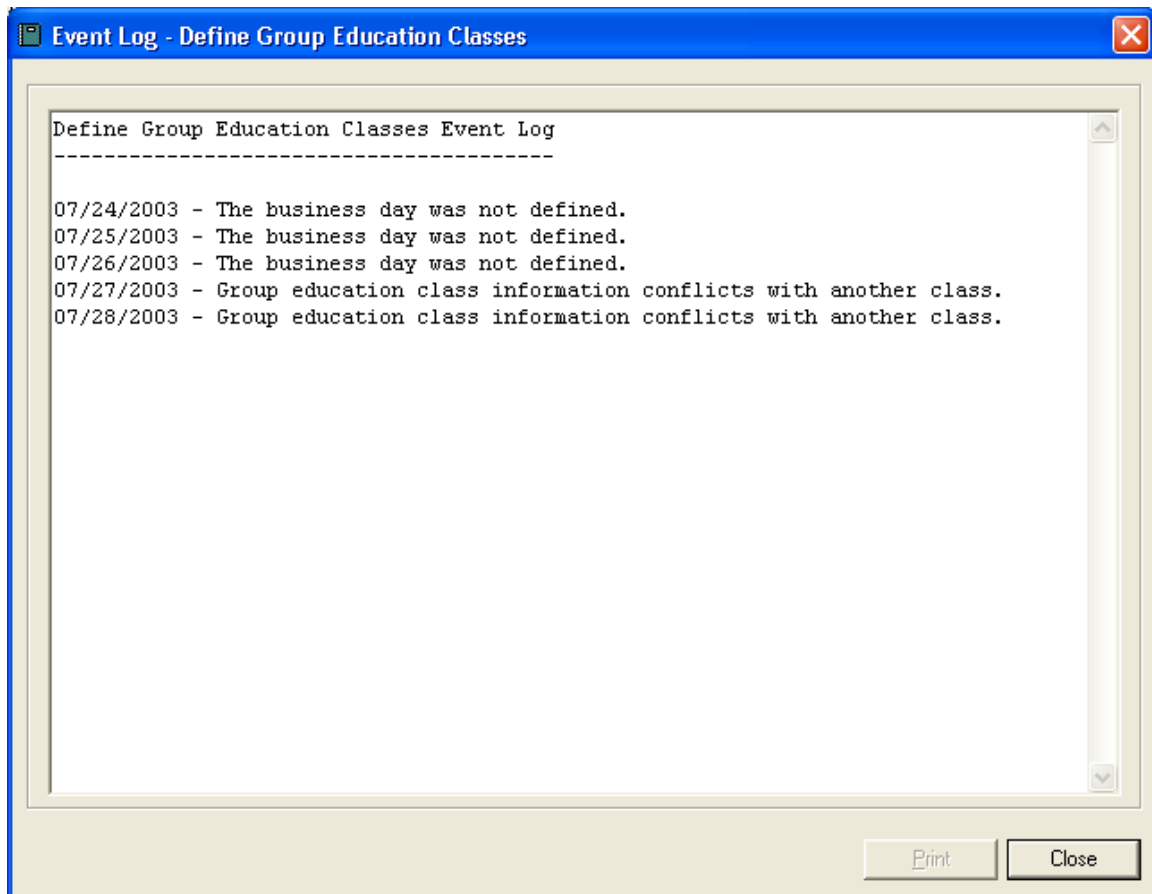 Event Log - Define Group Education Classes
Define Group Education Classes Event Log
----------------------------------------
07/24/2003 - The business day was not defined.
07/25/2003 - The business day was not defined.
07/26/2003 - The business day was not defined.
07/27/2003 - Group education class information conflicts with another class.
07/28/2003 - Group education class information conflicts with another class.
Print
Close